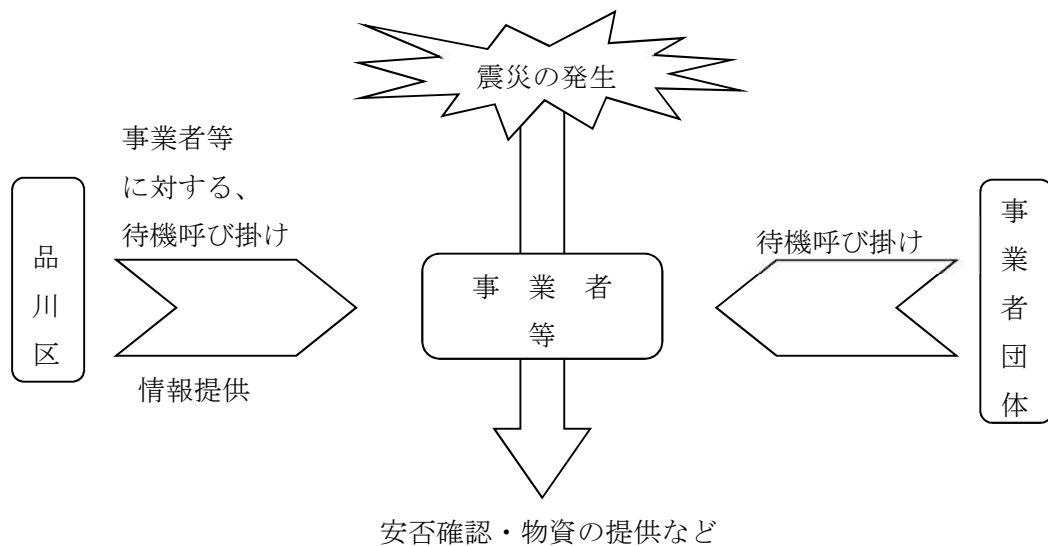 震災の発生
事業者等
に対する、
待機呼び掛け
品川区
情報提供
事業者
等
待機呼び掛け
事業者団体
安否確認・物資の提供など